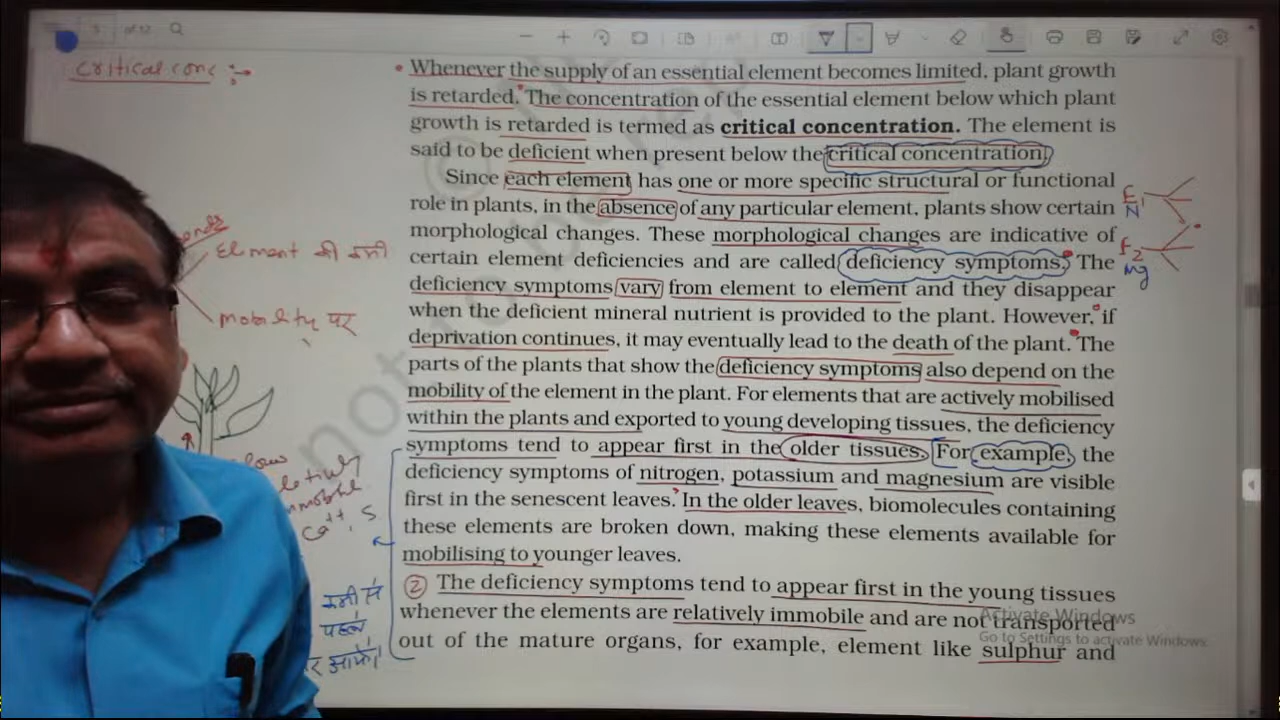 critical conc :→
• Whenever the supply of an essential element becomes limited, plant growth
is retarded. The concentration of the essential element below which plant
growth is retarded is termed as critical concentration. The element is
said to be deficient when present below the critical concentration.
Since each element has one or more specific structural or functional
role in plants, in the absence of any particular element, plants show certain
morphological changes. These morphological changes are indicative of
certain element deficiencies and are called deficiency symptoms. The
deficiency symptoms vary from element to element and they disappear
when the deficient mineral nutrient is provided to the plant. However, if
deprivation continues, it may eventually lead to the death of the plant. The
parts of the plants that show the deficiency symptoms also depend on the
mobility of the element in the plant. For elements that are actively mobilised
within the plants and exported to young developing tissues, the deficiency
symptoms tend to appear first in the older tissues. For example, the
deficiency symptoms of nitrogen, potassium and magnesium are visible
first in the senescent leaves. In the older leaves, biomolecules containing
these elements are broken down, making these elements available for
mobilising to younger leaves.
② The deficiency symptoms tend to appear first in the young tissues
whenever the elements are relatively immobile and are not transported
out of the mature organs, for example, element like sulphur and
Element की कमी
mobility पर
Ca++, S
पहले
E1
N
E2
Mg
Activate Windows
Go to Settings to activate Windows.